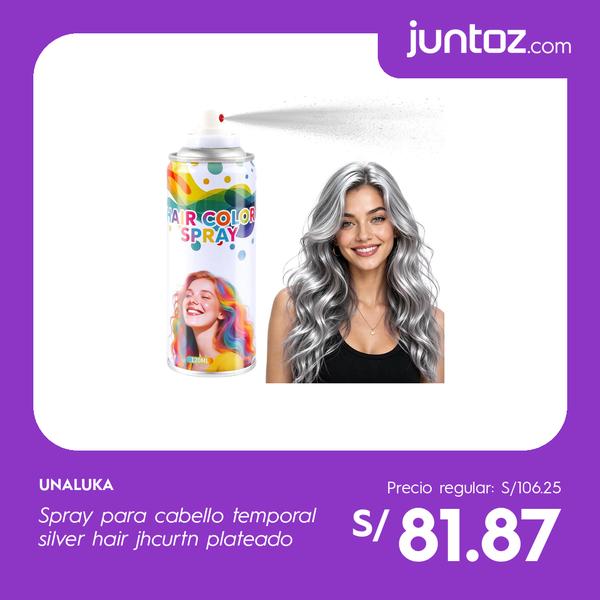 juntoz.com
HAIR COLOR
SPRAY
120ML
UNALUKA
Spray para cabello temporal
silver hair jhcurtn plateado
Precio regular: S/106.25
S/81.87